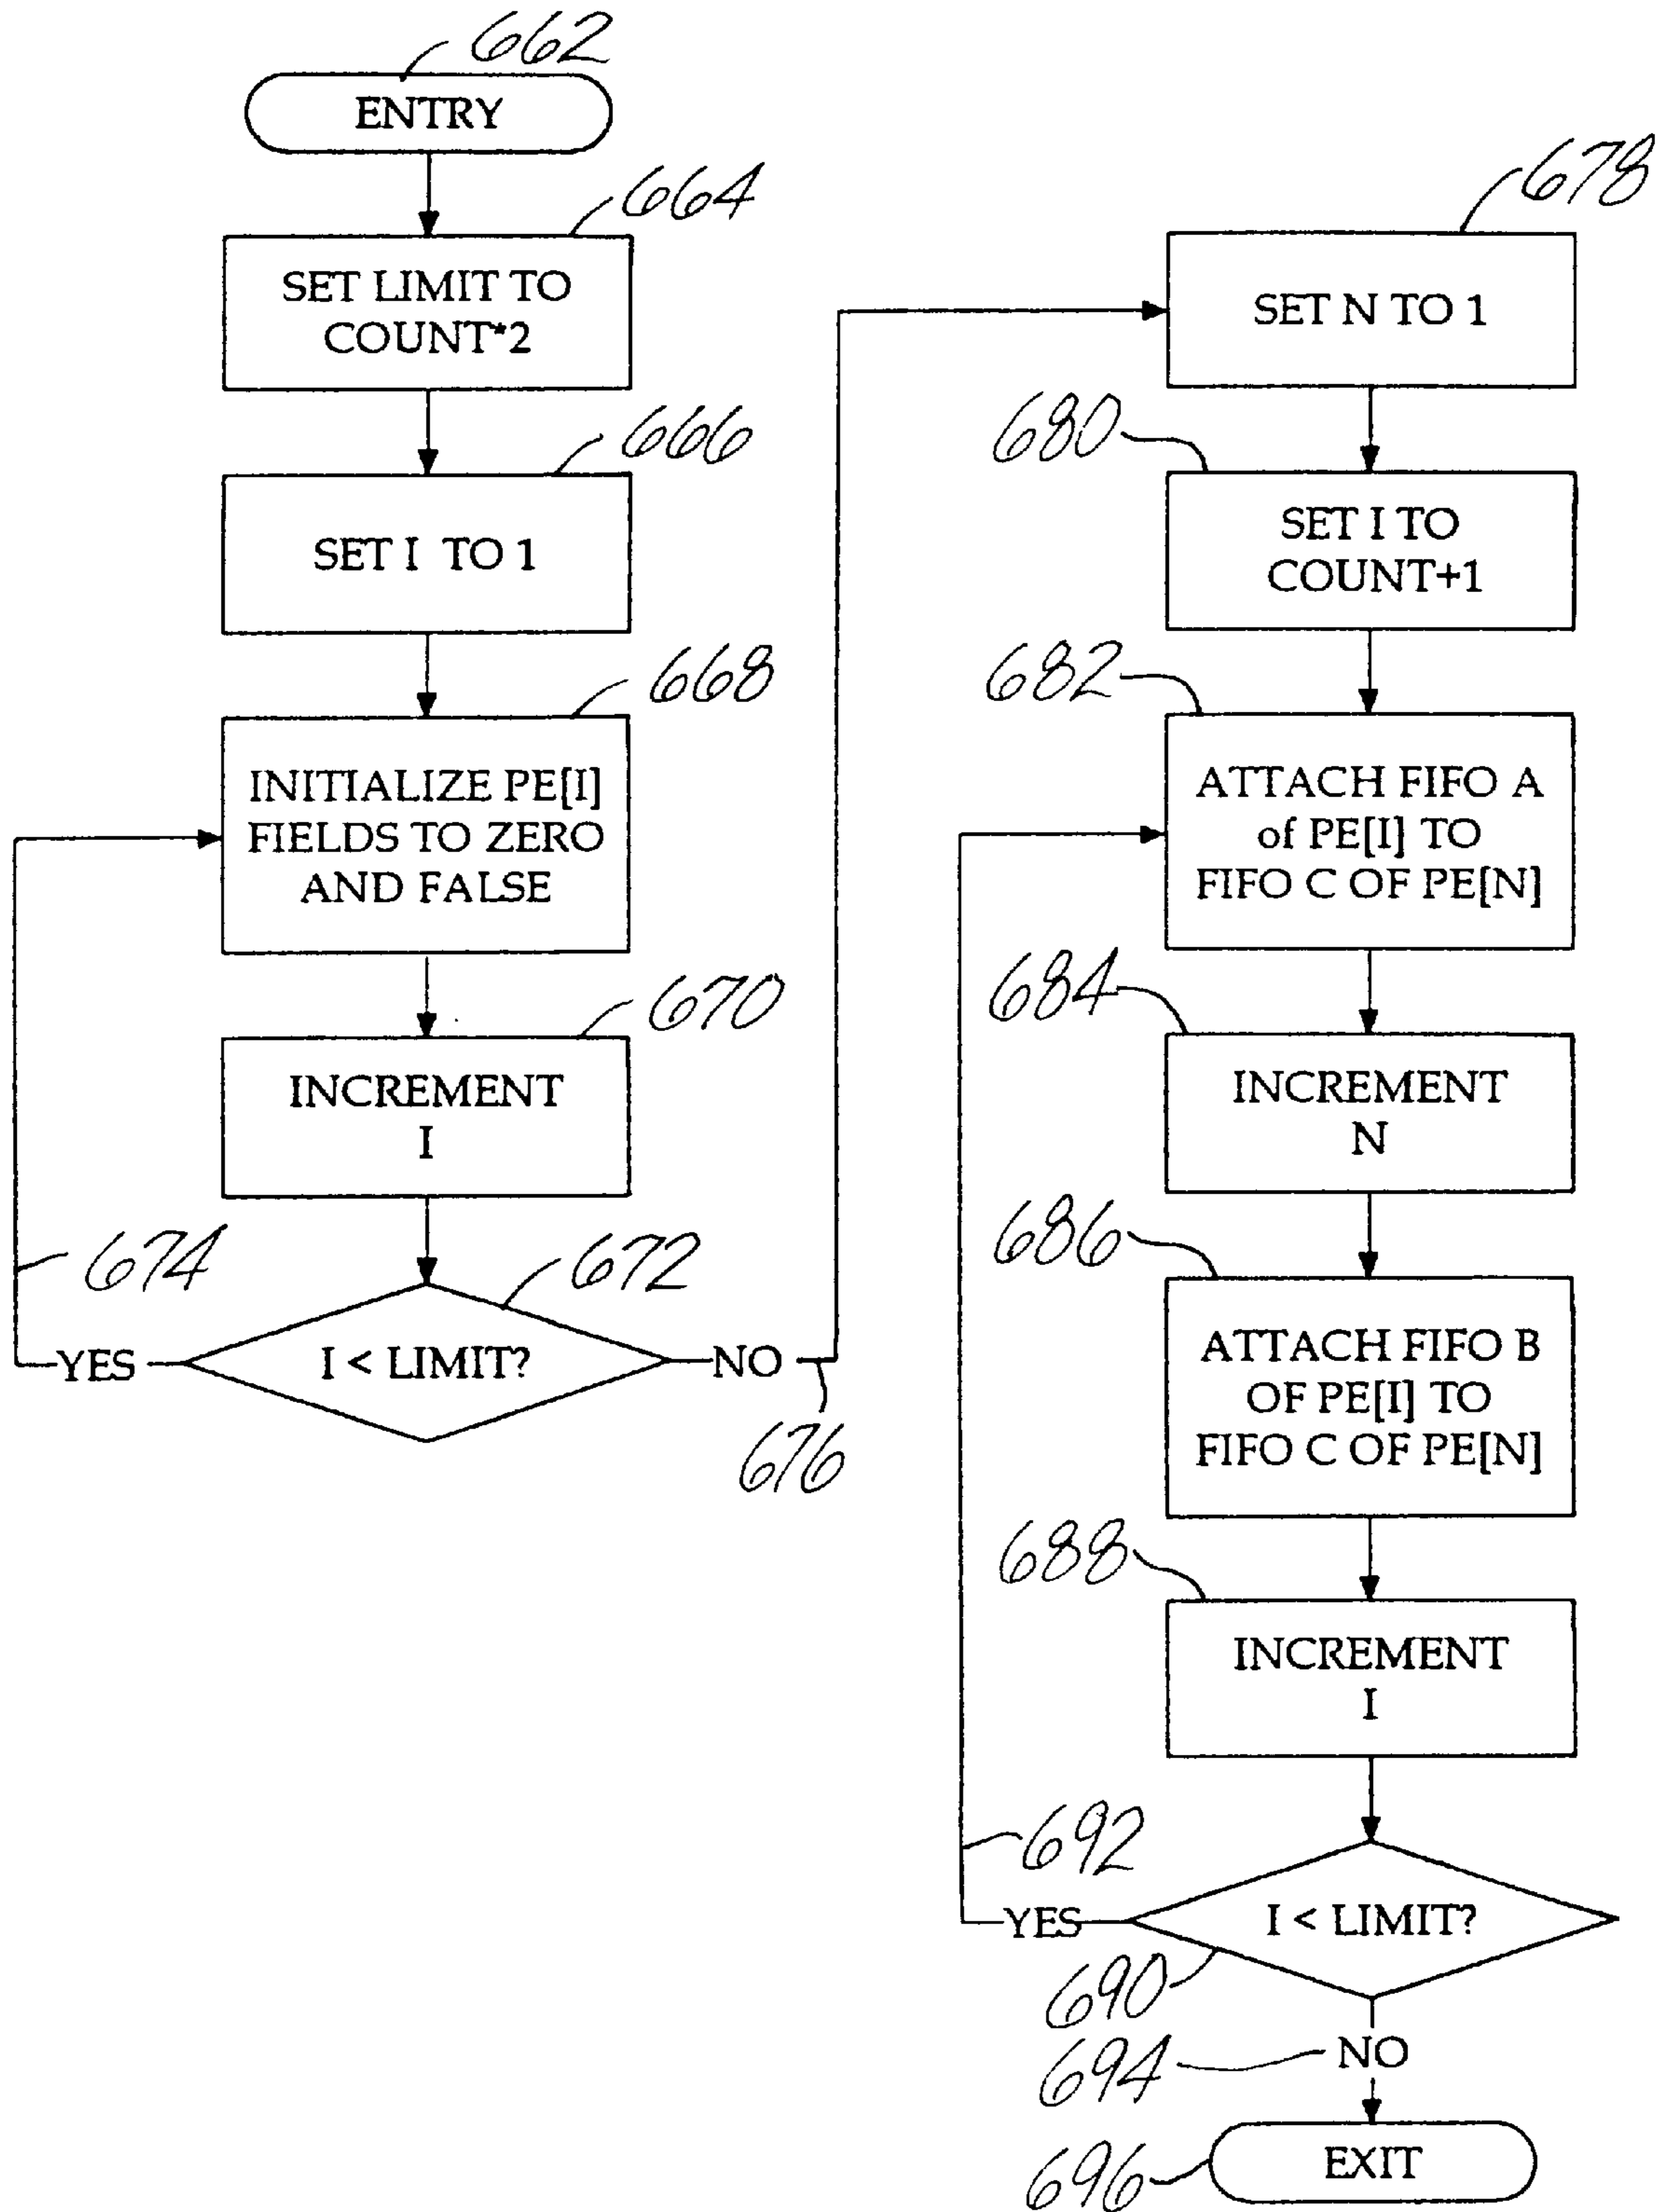 662
ENTRY
664
SET LIMIT TO
COUNT*2
666
SET I TO 1
668
INITIALIZE PE[I]
FIELDS TO ZERO
AND FALSE
670
INCREMENT
I
674
672
YES
I < LIMIT?
NO
676
678
SET N TO 1
680
SET I TO
COUNT+1
682
ATTACH FIFO A
of PE[I] TO
FIFO C OF PE[N]
684
INCREMENT
N
686
ATTACH FIFO B
OF PE[I] TO
FIFO C OF PE[N]
688
INCREMENT
I
692
YES
I < LIMIT?
690
694
NO
696
EXIT